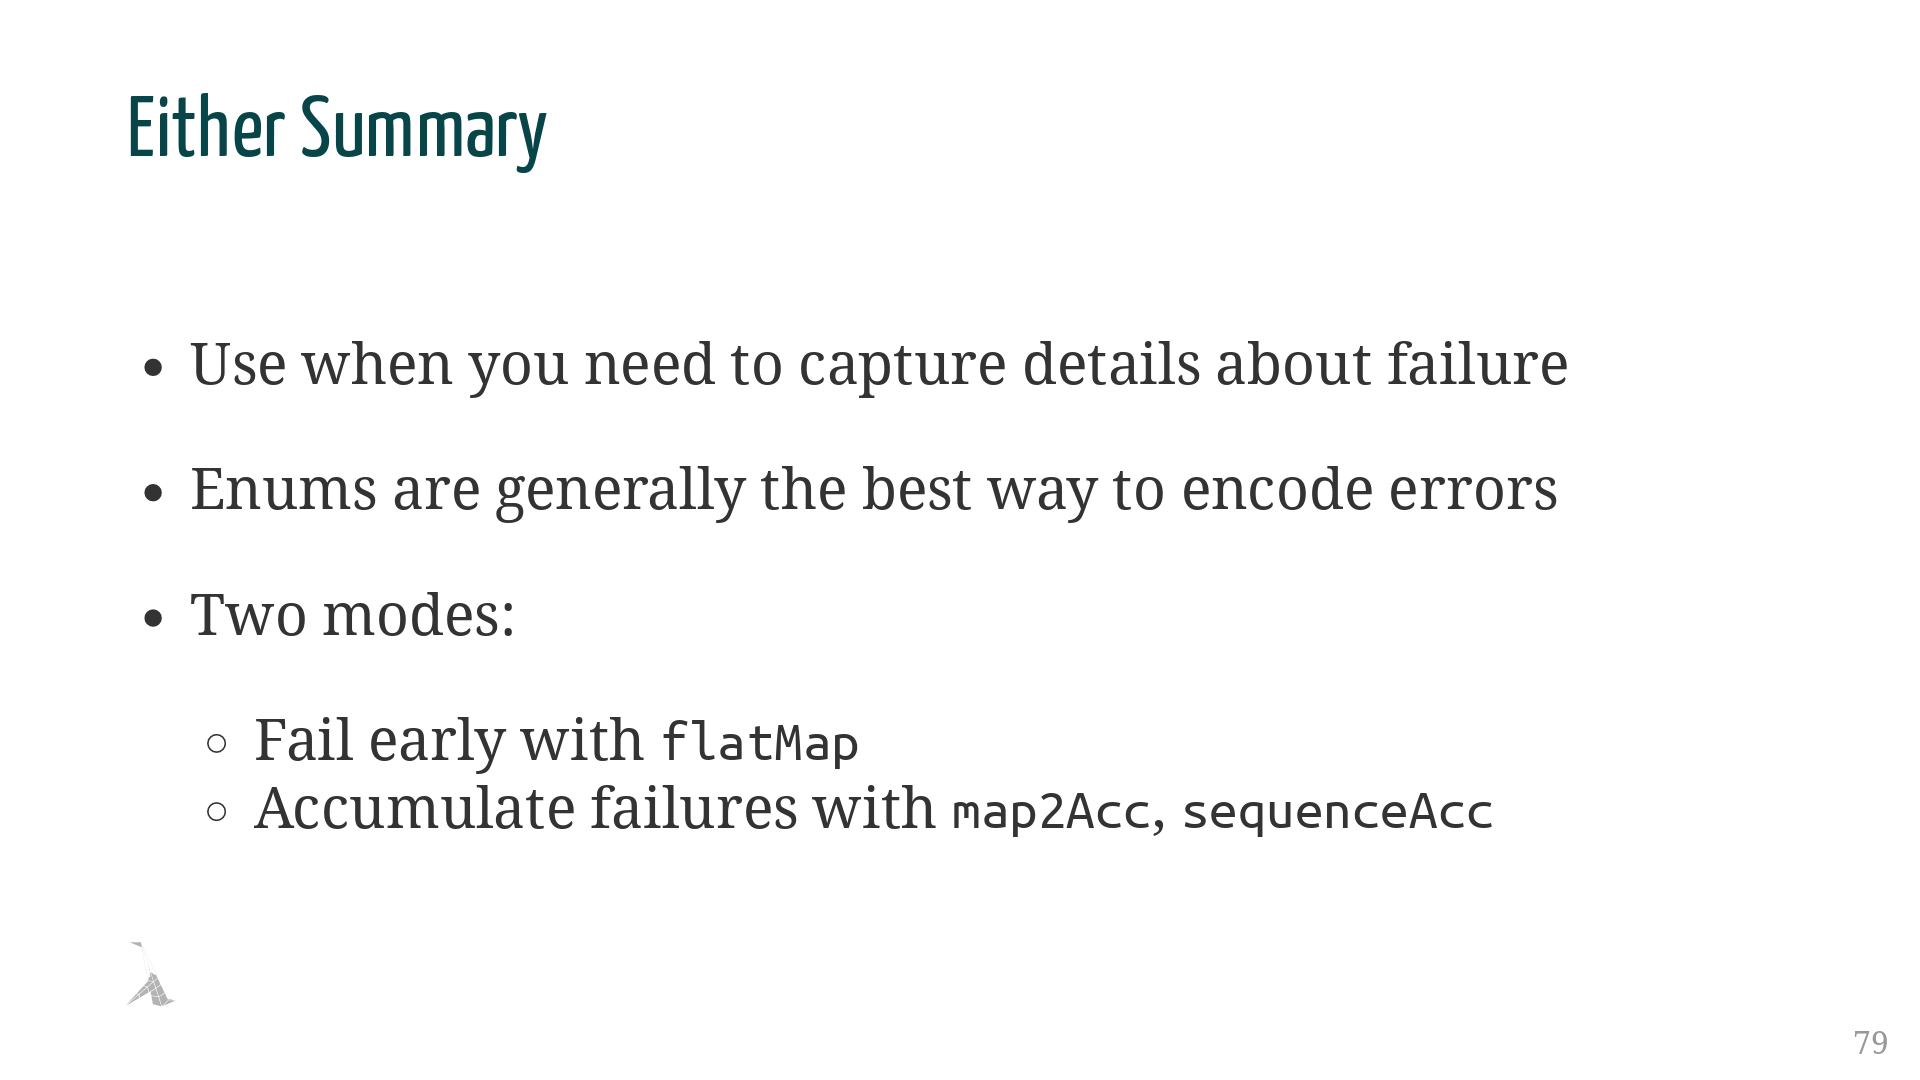 Either Summary
• Use when you need to capture details about failure
• Enums are generally the best way to encode errors
• Two modes:
○ Fail early with flatMap
○ Accumulate failures with map2Acc, sequenceAcc
79